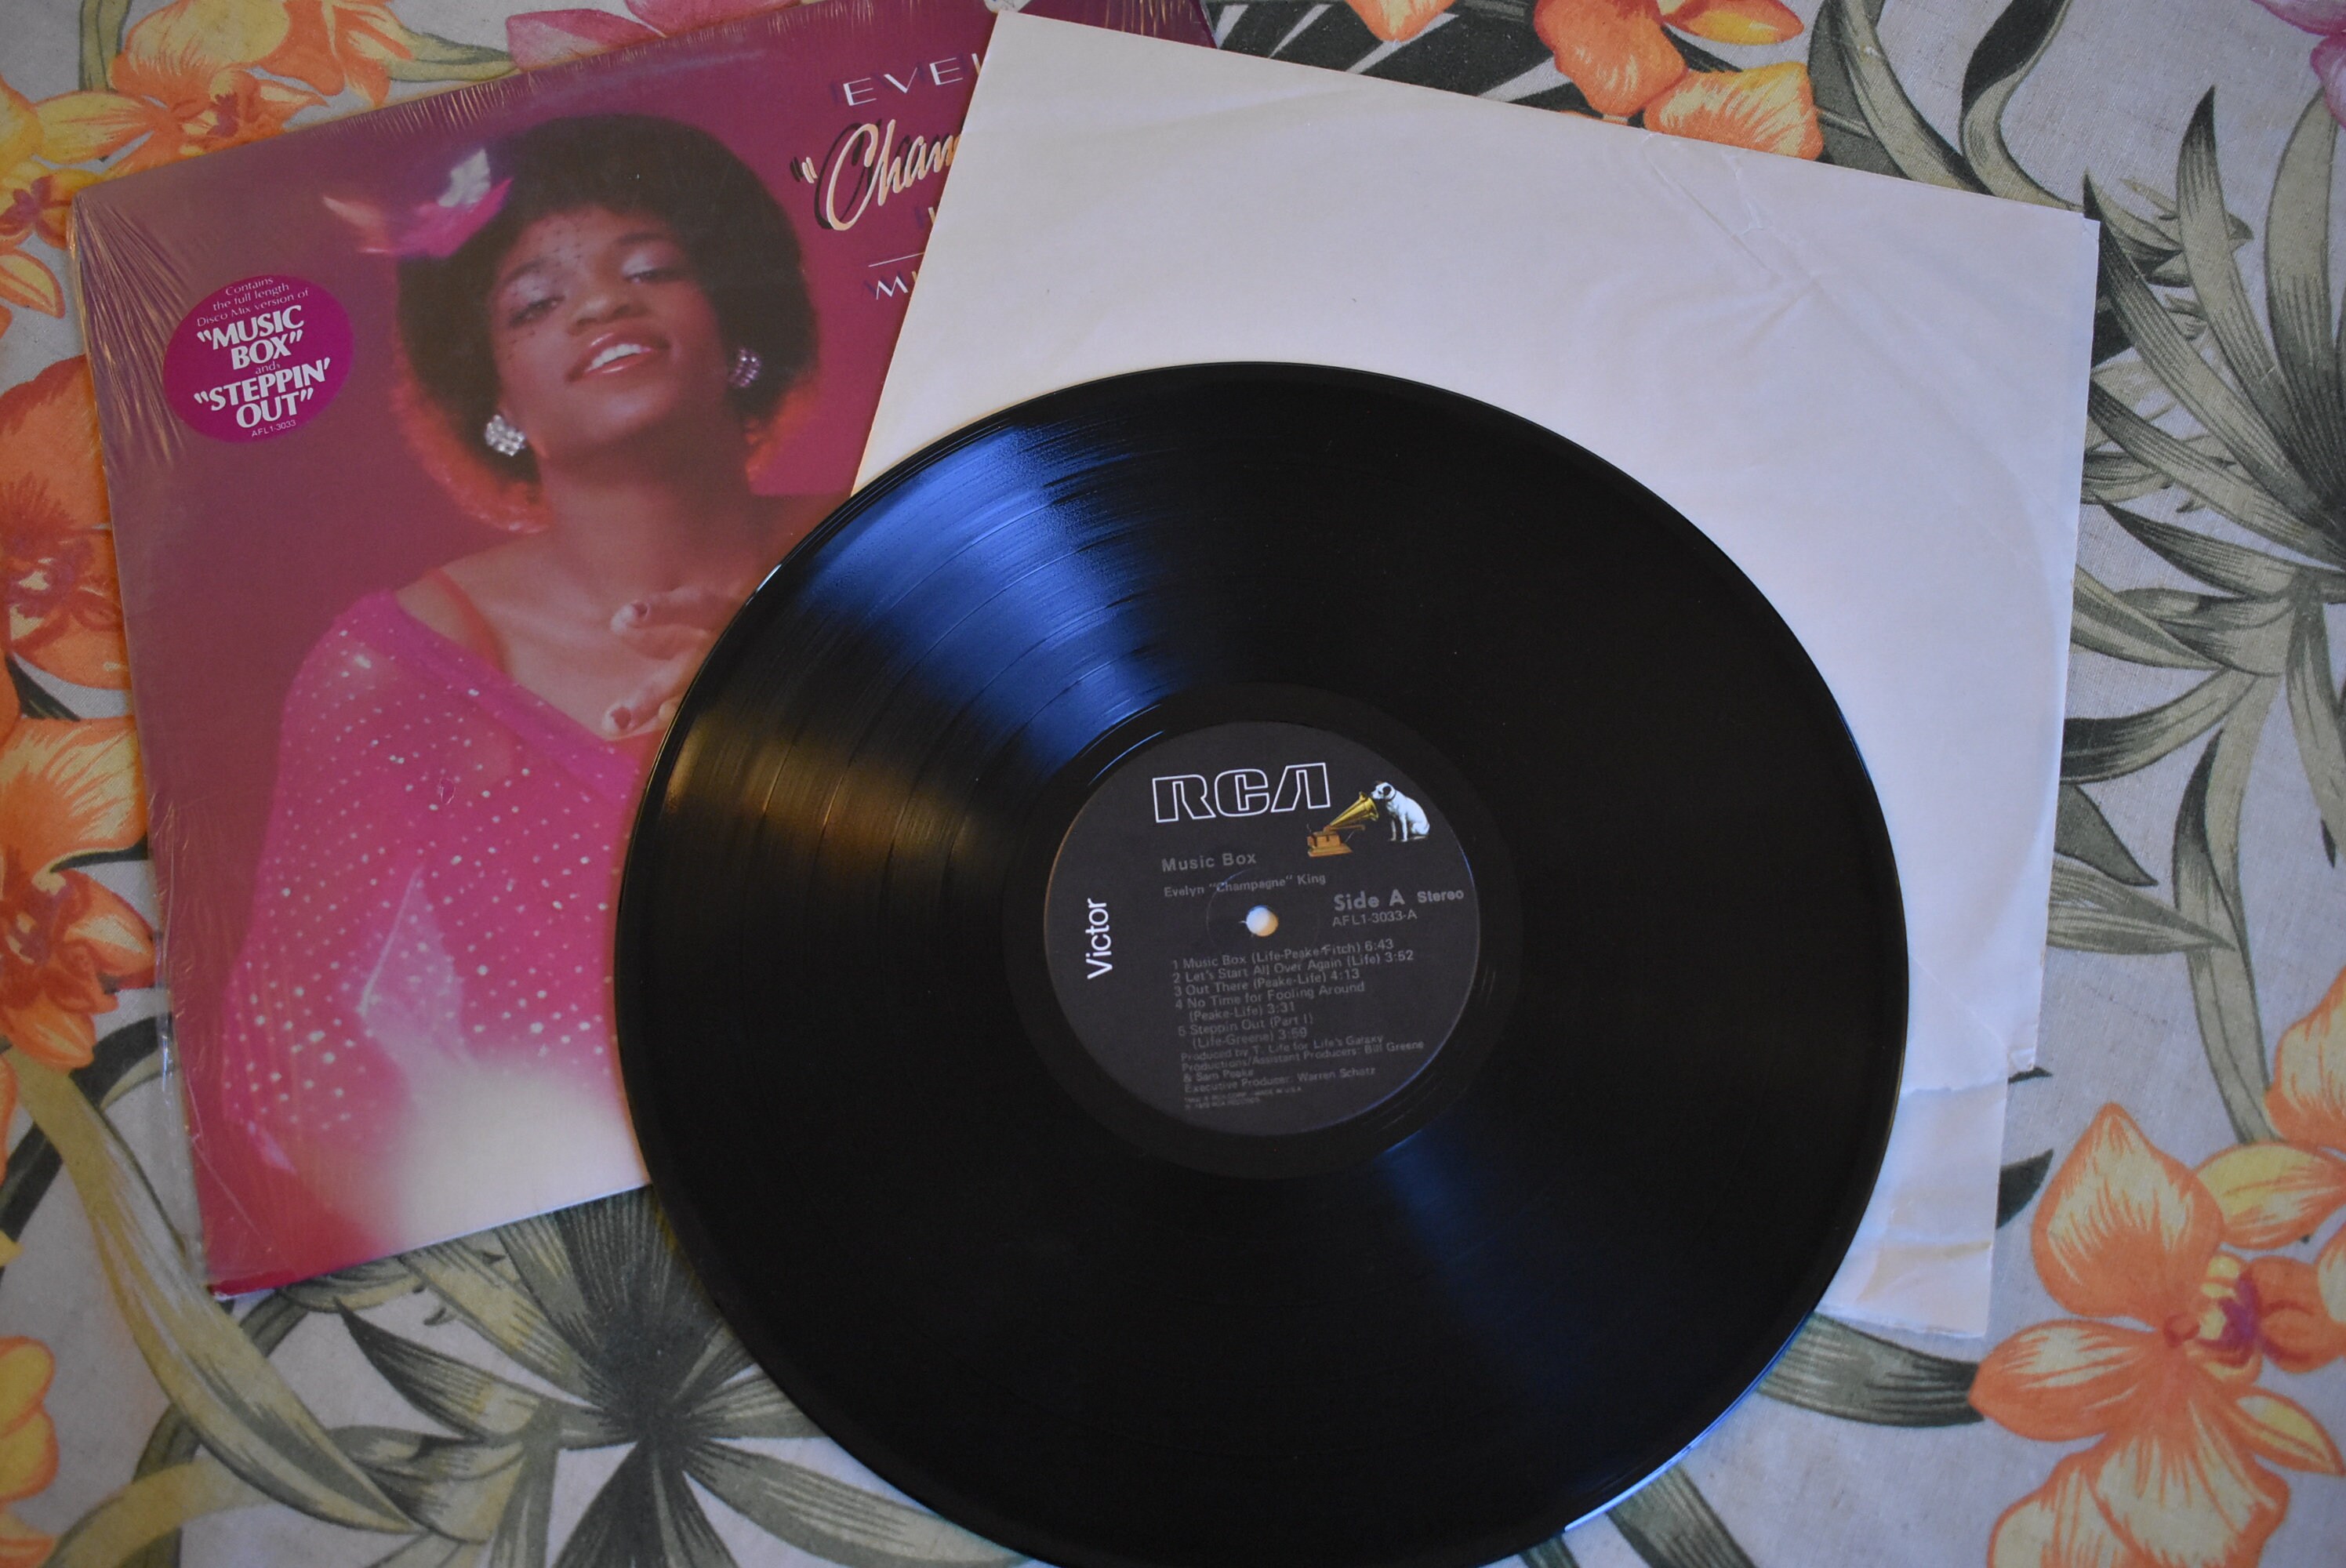 EVEL
"Cham
MU
Contains
the full length
Disco Mix version of
"MUSIC
BOX"
and
"STEPPIN'
OUT"
AFL1-3033
RCA
Music Box
Evelyn "Champagne" King
Side A Stereo
AFL1-3033-A
Victor
1 Music Box (Life-Peake-Fitch) 6:43
2 Let's Start All Over Again (Life) 3:52
3 Out There (Peake-Life) 4:13
4 No Time for Fooling Around
(Peake-Life) 3:31
5 Steppin Out (Part I)
(Life-Greene) 3:50
Produced by T. Life for Life's Galaxy
Productions/Assistant Producers: Bill Greene
& Sam Peake
Executive Producer: Warren Schatz